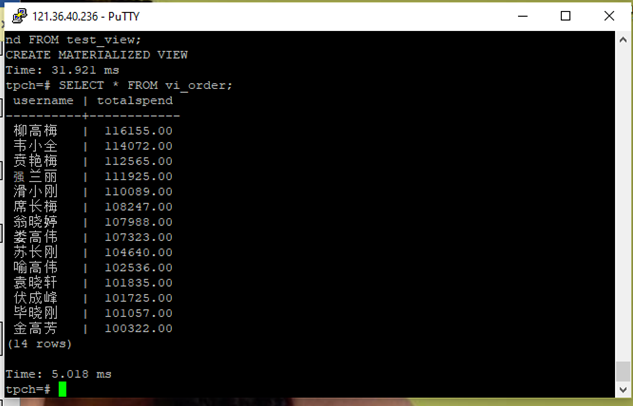 121.36.40.236 - PuTTY
nd FROM test_view;
CREATE MATERIALIZED VIEW
Time: 31.921 ms
tpch=# SELECT * FROM vi_order;
username | totalspend
----------+------------
柳高梅 | 116155.00
韦小全 | 114072.00
贲艳梅 | 112565.00
强兰丽 | 111925.00
滑小刚 | 110089.00
席长梅 | 108247.00
翁晓婷 | 107988.00
娄高伟 | 107323.00
苏长刚 | 104640.00
喻高伟 | 102536.00
袁晓轩 | 101835.00
伏成峰 | 101725.00
毕晓刚 | 101057.00
金高芳 | 100322.00
(14 rows)
Time: 5.018 ms
tpch=#